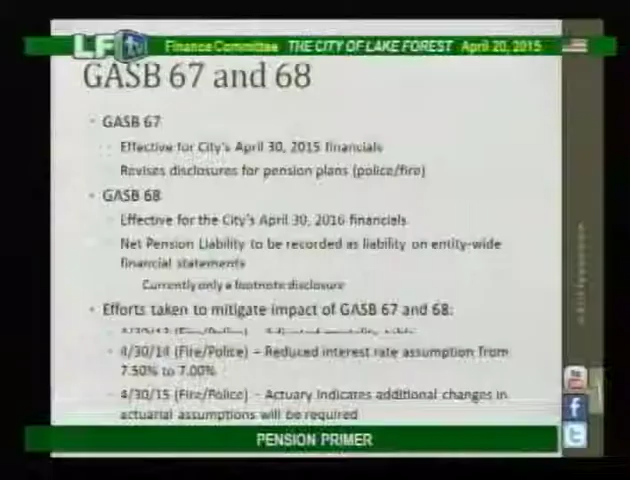 LFtv
Finance Committee THE CITY OF LAKE FOREST April 20, 2015
GASB 67 and 68
GASB 67
Effective for City's April 30, 2015 financials
Revises disclosures for pension plans (police/fire)
GASB 68
Effective for the City's April 30, 2016 financials
Net Pension Liability to be recorded as liability on entity-wide
financial statements
Currently only a footnote disclosure
Efforts taken to mitigate impact of GASB 67 and 68:
(Fire/Police) –
4/30/14 (Fire/Police) – Reduced interest rate assumption from
7.50% to 7.00%
4/30/15 (Fire/Police) – Actuary indicates additional changes in
actuarial assumptions will be required
PENSION PRIMER